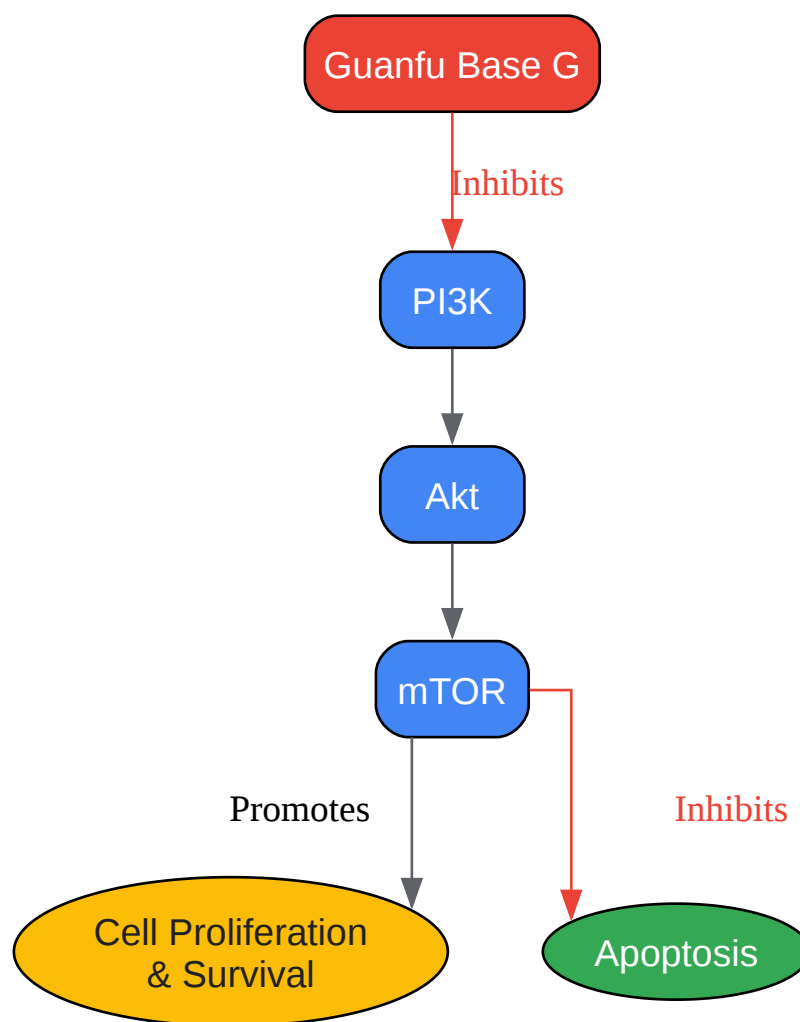 Guanfu Base G
Inhibits
PI3K
Akt
mTOR
Promotes
Inhibits
Cell Proliferation
& Survival
Apoptosis